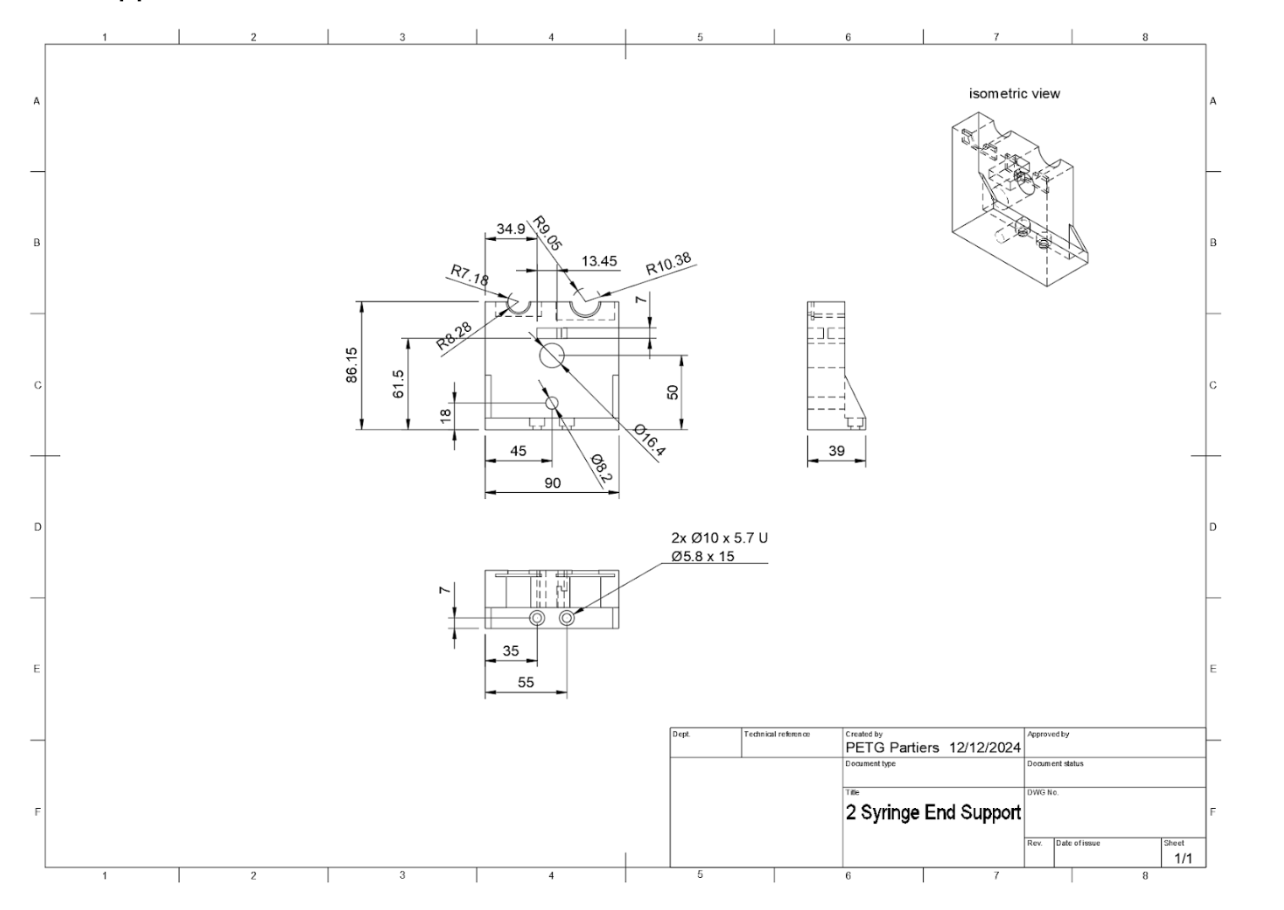 1 2 3 4 5 6 7 8
A A
isometric view
B B
34.9
R9.05
13.45
R10.38
R7.18
7
R8.28
86.15
61.5
18
50
C C
Ø16.4
45
Ø8.2
90
39
D D
2x Ø10 x 5.7 U
Ø5.8 x 15
7
35
55
E E
Dept. Technical reference Created by Approved by
PETG Partiers 12/12/2024
Document type Document status
Title DWG No.
2 Syringe End Support
F F
Rev. Date of issue Sheet
1/1
1 2 3 4 5 6 7 8